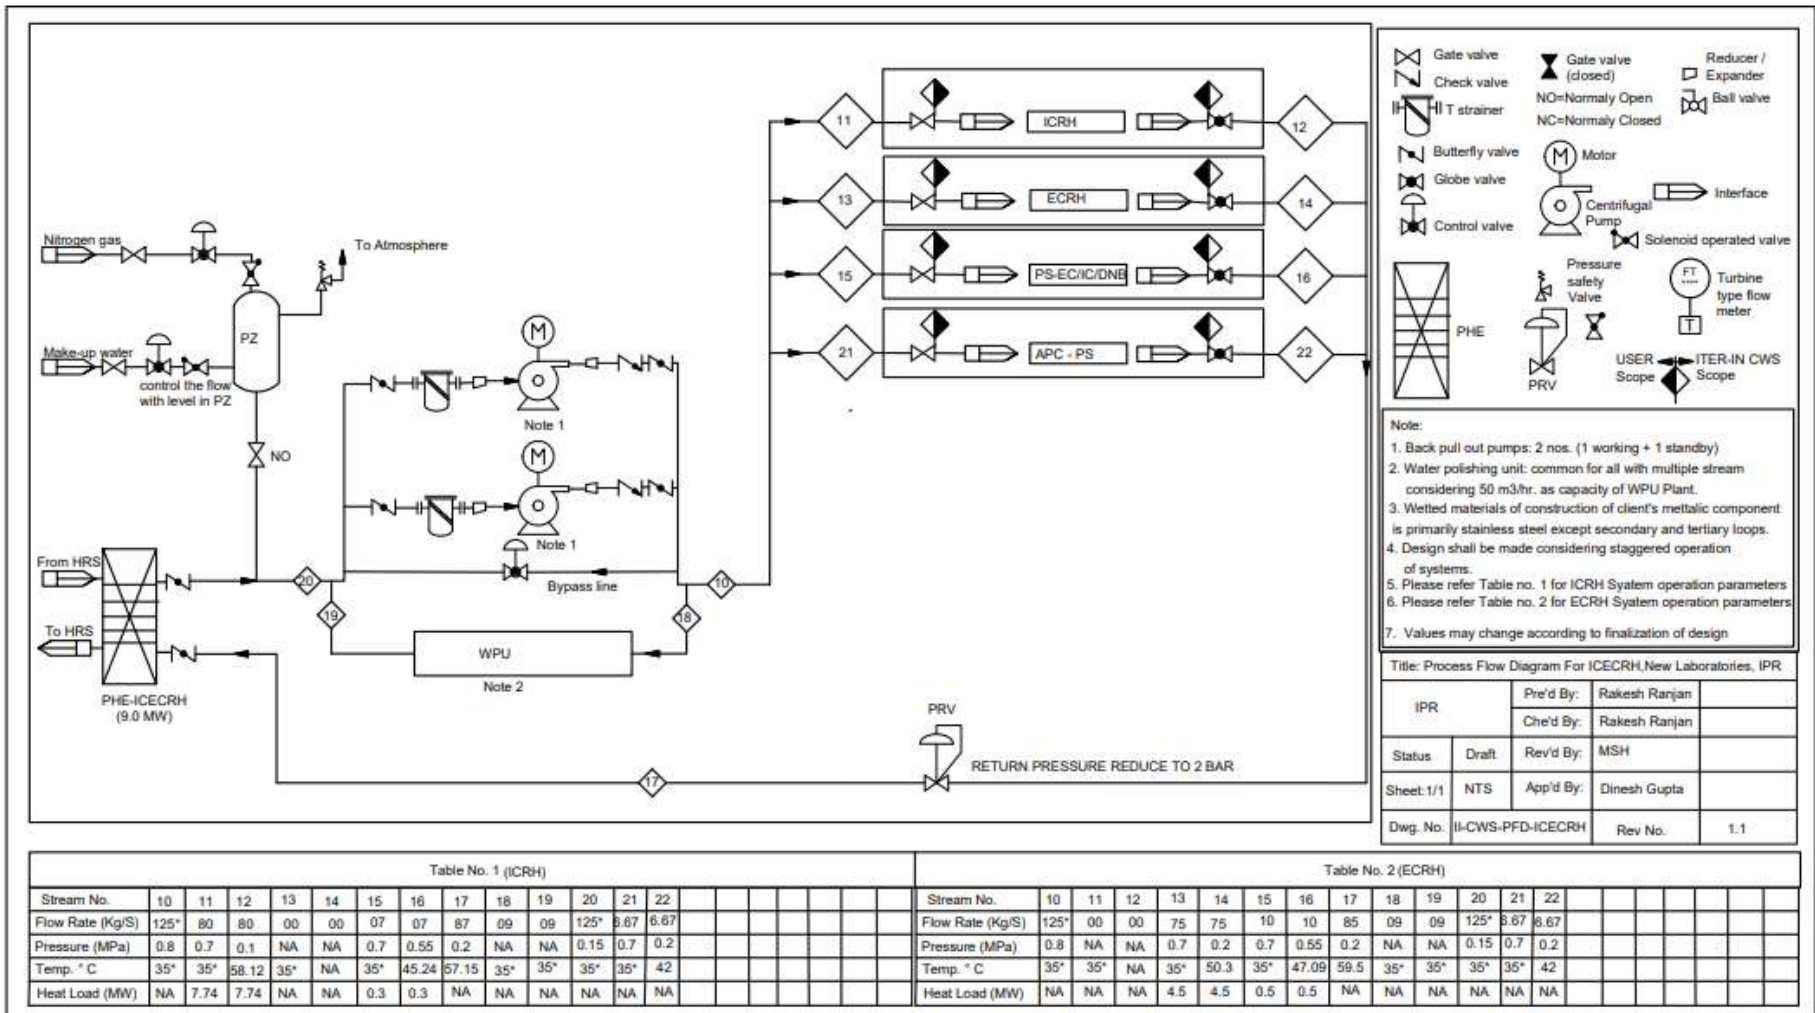 Nitrogen gas
To Atmosphere
PZ
Make-up water
control the flow
with level in PZ
NO
M
Note 1
M
Note 1
Bypass line
From HRS
To HRS
PHE-ICECRH
(9.0 MW)
20
19
18
10
WPU
Note 2
PRV
RETURN PRESSURE REDUCE TO 2 BAR
17
11
ICRH
12
13
ECRH
14
15
PS-EC/IC/DNB
16
21
APC - PS
22
Gate valve
Check valve
T strainer
Butterfly valve
Globe valve
Control valve
PHE
Gate valve
(closed)
NO=Normaly Open
NC=Normaly Closed
M
Motor
Centrifugal
Pump
Reducer /
Expander
Ball valve
Interface
Solenoid operated valve
Pressure
safety
Valve
PRV
FT
T
Turbine
type flow
meter
USER
Scope
ITER-IN CWS
Scope
Note:
1. Back pull out pumps: 2 nos. (1 working + 1 standby)
2. Water polishing unit: common for all with multiple stream
considering 50 m3/hr. as capacity of WPU Plant.
3. Wetted materials of construction of client's mettalic component
is primarily stainless steel except secondary and tertiary loops.
4. Design shall be made considering staggered operation
of systems.
5. Please refer Table no. 1 for ICRH System operation parameters
6. Please refer Table no. 2 for ECRH System operation parameters
7. Values may change according to finalization of design
Title: Process Flow Diagram For ICECRH,New Laboratories, IPR
IPR Pre'd By: Rakesh Ranjan
Che'd By: Rakesh Ranjan
Status Draft Rev'd By: MSH
Sheet:1/1 NTS App'd By: Dinesh Gupta
Dwg. No. II-CWS-PFD-ICECRH Rev No. 1.1
Table No. 1 (ICRH)
Stream No. 10 11 12 13 14 15 16 17 18 19 20 21 22
Flow Rate (Kg/S) 125* 80 80 00 00 07 07 87 09 09 125* 6.67 6.67
Pressure (MPa) 0.8 0.7 0.1 NA NA 0.7 0.55 0.2 NA NA 0.15 0.7 0.2
Temp. ° C 35* 35* 58.12 35* NA 35* 45.24 57.15 35* 35* 35* 35* 42
Heat Load (MW) NA 7.74 7.74 NA NA 0.3 0.3 NA NA NA NA NA NA
Table No. 2 (ECRH)
Stream No. 10 11 12 13 14 15 16 17 18 19 20 21 22
Flow Rate (Kg/S) 125* 00 00 75 75 10 10 85 09 09 125* 6.67 6.67
Pressure (MPa) 0.8 NA NA 0.7 0.2 0.7 0.55 0.2 NA NA 0.15 0.7 0.2
Temp. ° C 35* 35* NA 35* 50.3 35* 47.09 59.5 35* 35* 35* 35* 42
Heat Load (MW) NA NA NA 4.5 4.5 0.5 0.5 NA NA NA NA NA NA